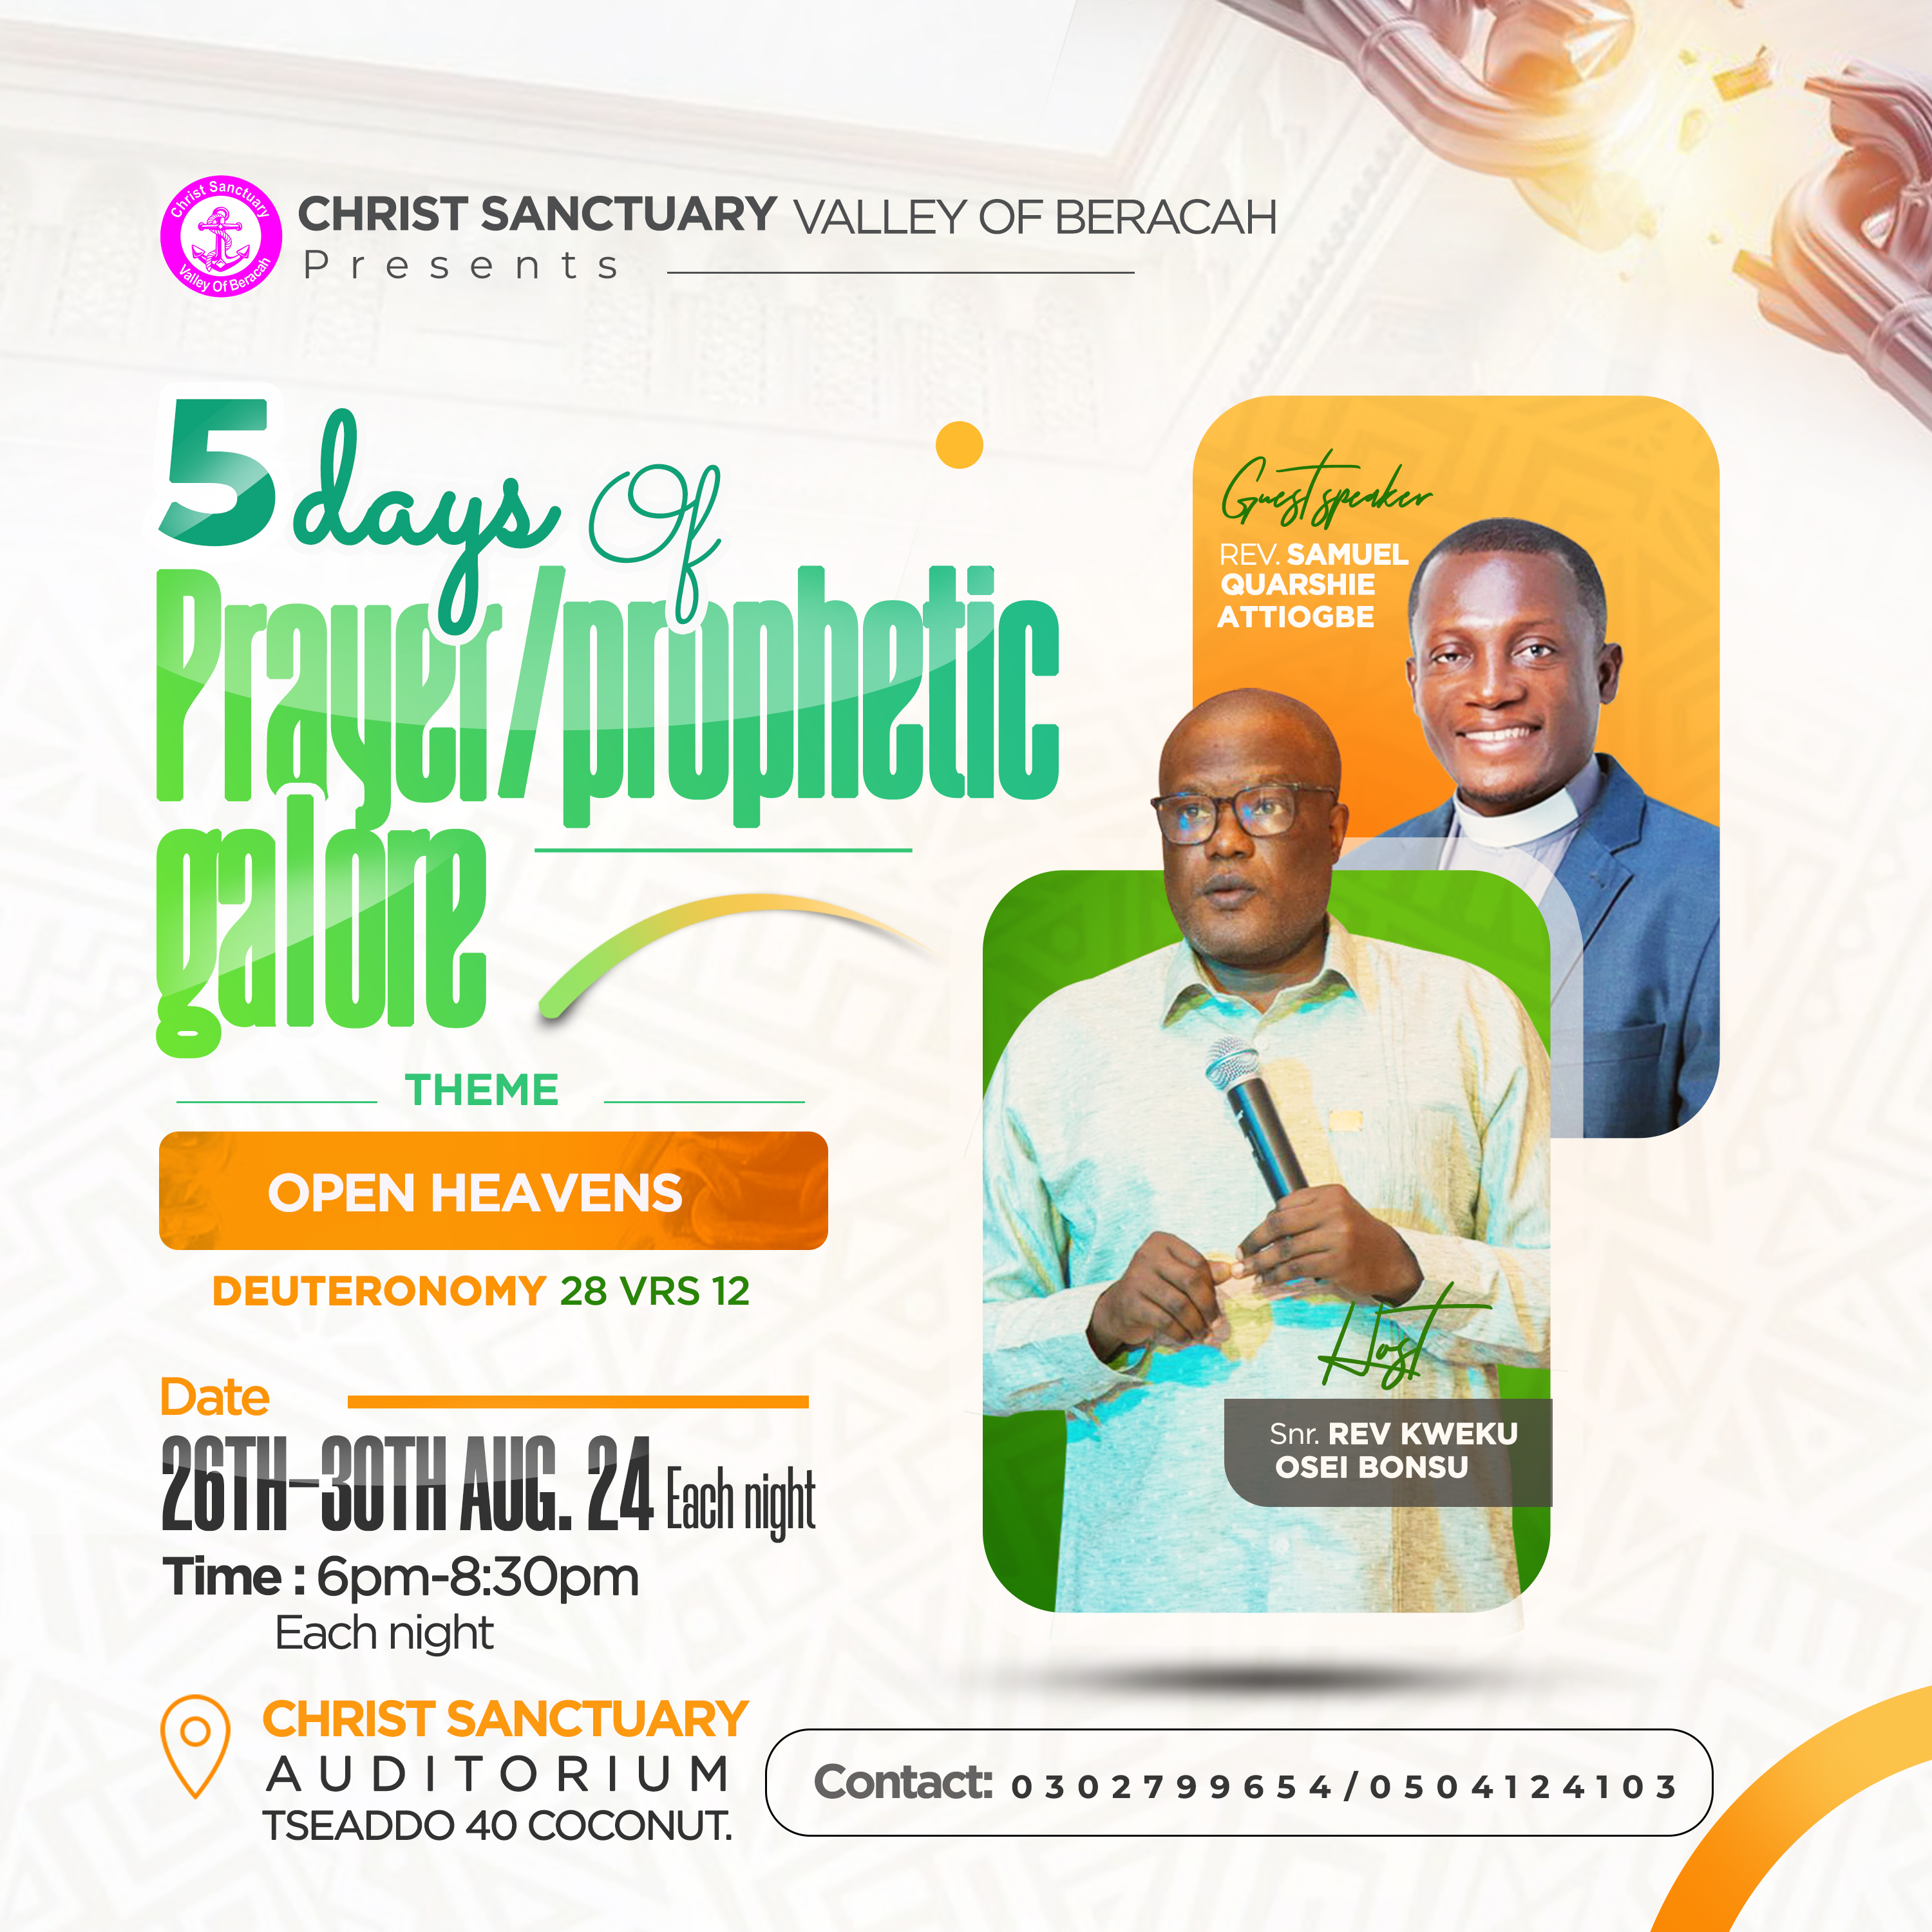 Christ Sanctuary
Valley Of Beracah
CHRIST SANCTUARY VALLEY OF BERACAH
Presents
5 days Of
Prayer/prophetic
galore
THEME
OPEN HEAVENS
DEUTERONOMY 28 VRS 12
Date
26TH-30TH AUG. 24 Each night
Time : 6pm-8:30pm
Each night
CHRIST SANCTUARY
AUDITORIUM
TSEADDO 40 COCONUT.
Guest speaker
REV. SAMUEL
QUARSHIE
ATTIOGBE
Host
Snr. REV KWEKU
OSEI BONSU
Contact: 0302799654/0504124103